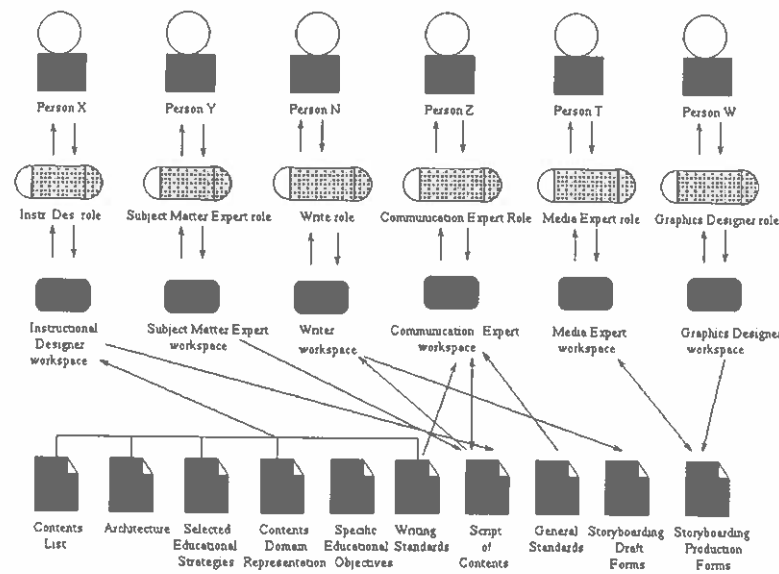 Person X Person Y Person N Person Z Person T Person W
Instr Des role Subject Matter Expert role Write role Communication Expert Role Media Expert role Graphics Designer role
Instructional Designer workspace
Subject Matter Expert workspace
Writer workspace
Communication Expert workspace
Media Expert workspace
Graphics Designer workspace
Contents List
Architecture
Selected Educational Strategies
Contents Domain Representation
Specific Educational Objectives
Writing Standards
Script of Contents
General Standards
Storyboarding Draft Forms
Storyboarding Production Forms